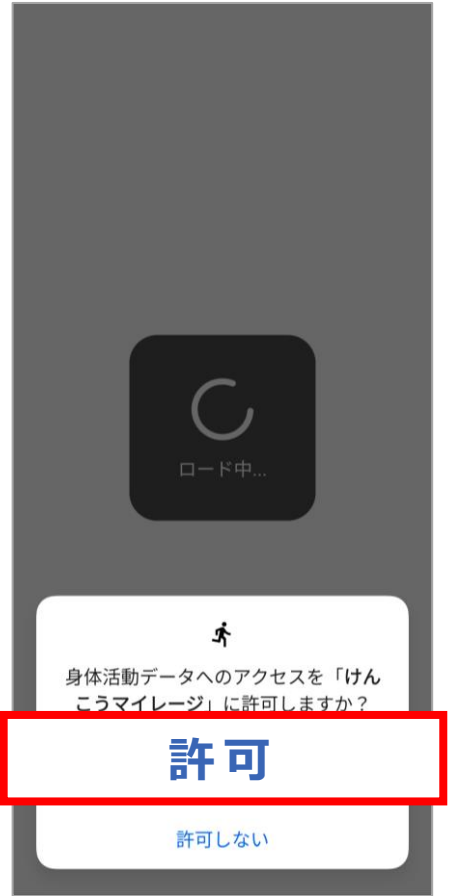 ロード中...
身体活動データへのアクセスを「けん
こうマイレージ」に許可しますか？
許可
許可しない